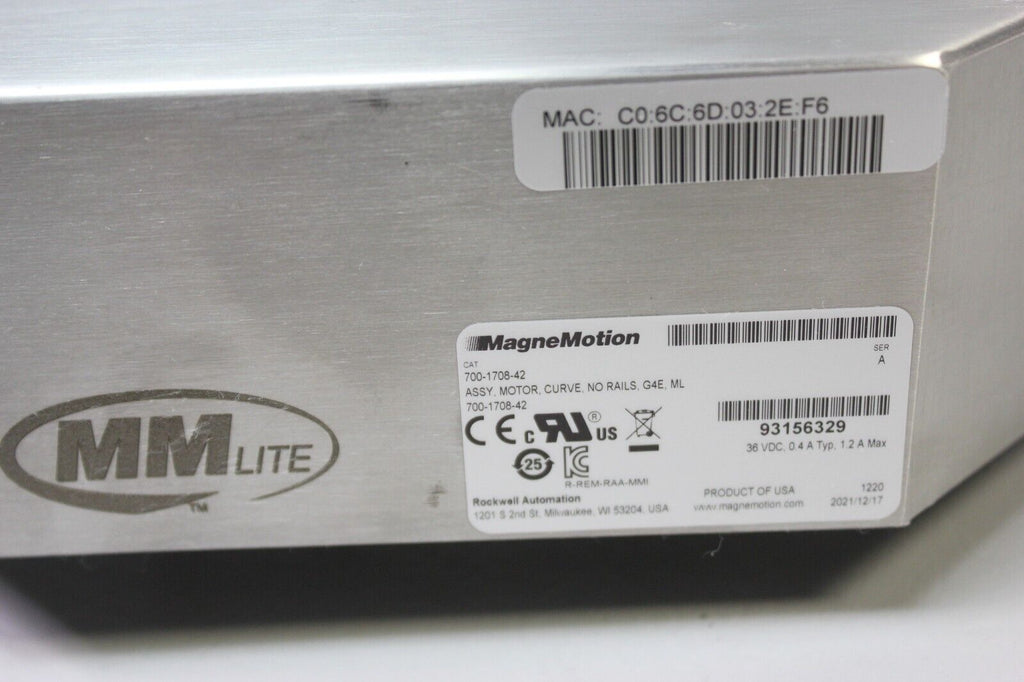 MAC: C0:6C:6D:03:2E:F6
MagneMotion
SER
A
CAT
700-1708-42
ASSY, MOTOR, CURVE, NO RAILS, G4E, ML
700-1708-42
93156329
36 VDC, 0.4 A Typ, 1.2 A Max
CE c RU ® US
25
R-REM-RAA-MMI
Rockwell Automation
1201 S 2nd St. Milwaukee, WI 53204, USA
PRODUCT OF USA
www.magnemotion.com
1220
2021/12/17
MM LITE
TM